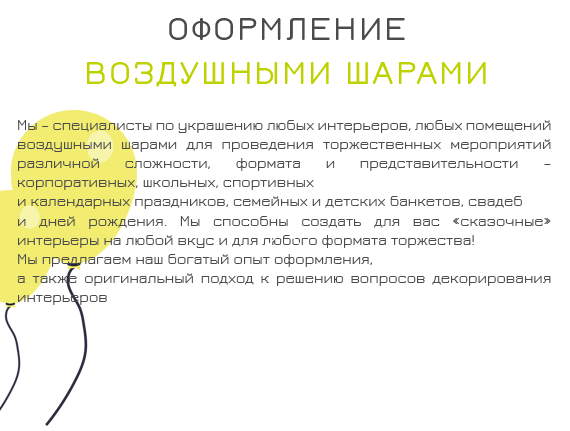 ОФОРМЛЕНИЕ
ВОЗДУШНЫМИ ШАРАМИ
Мы – специалисты по украшению любых интерьеров, любых помещений
воздушными шарами для проведения торжественных мероприятий
различной сложности, формата и представительности –
корпоративных, школьных, спортивных
и календарных праздников, семейных и детских банкетов, свадеб
и дней рождения. Мы способны создать для вас «сказочные»
интерьеры на любой вкус и для любого формата торжества!
Мы предлагаем наш богатый опыт оформления,
а также оригинальный подход к решению вопросов декорирования
интерьеров